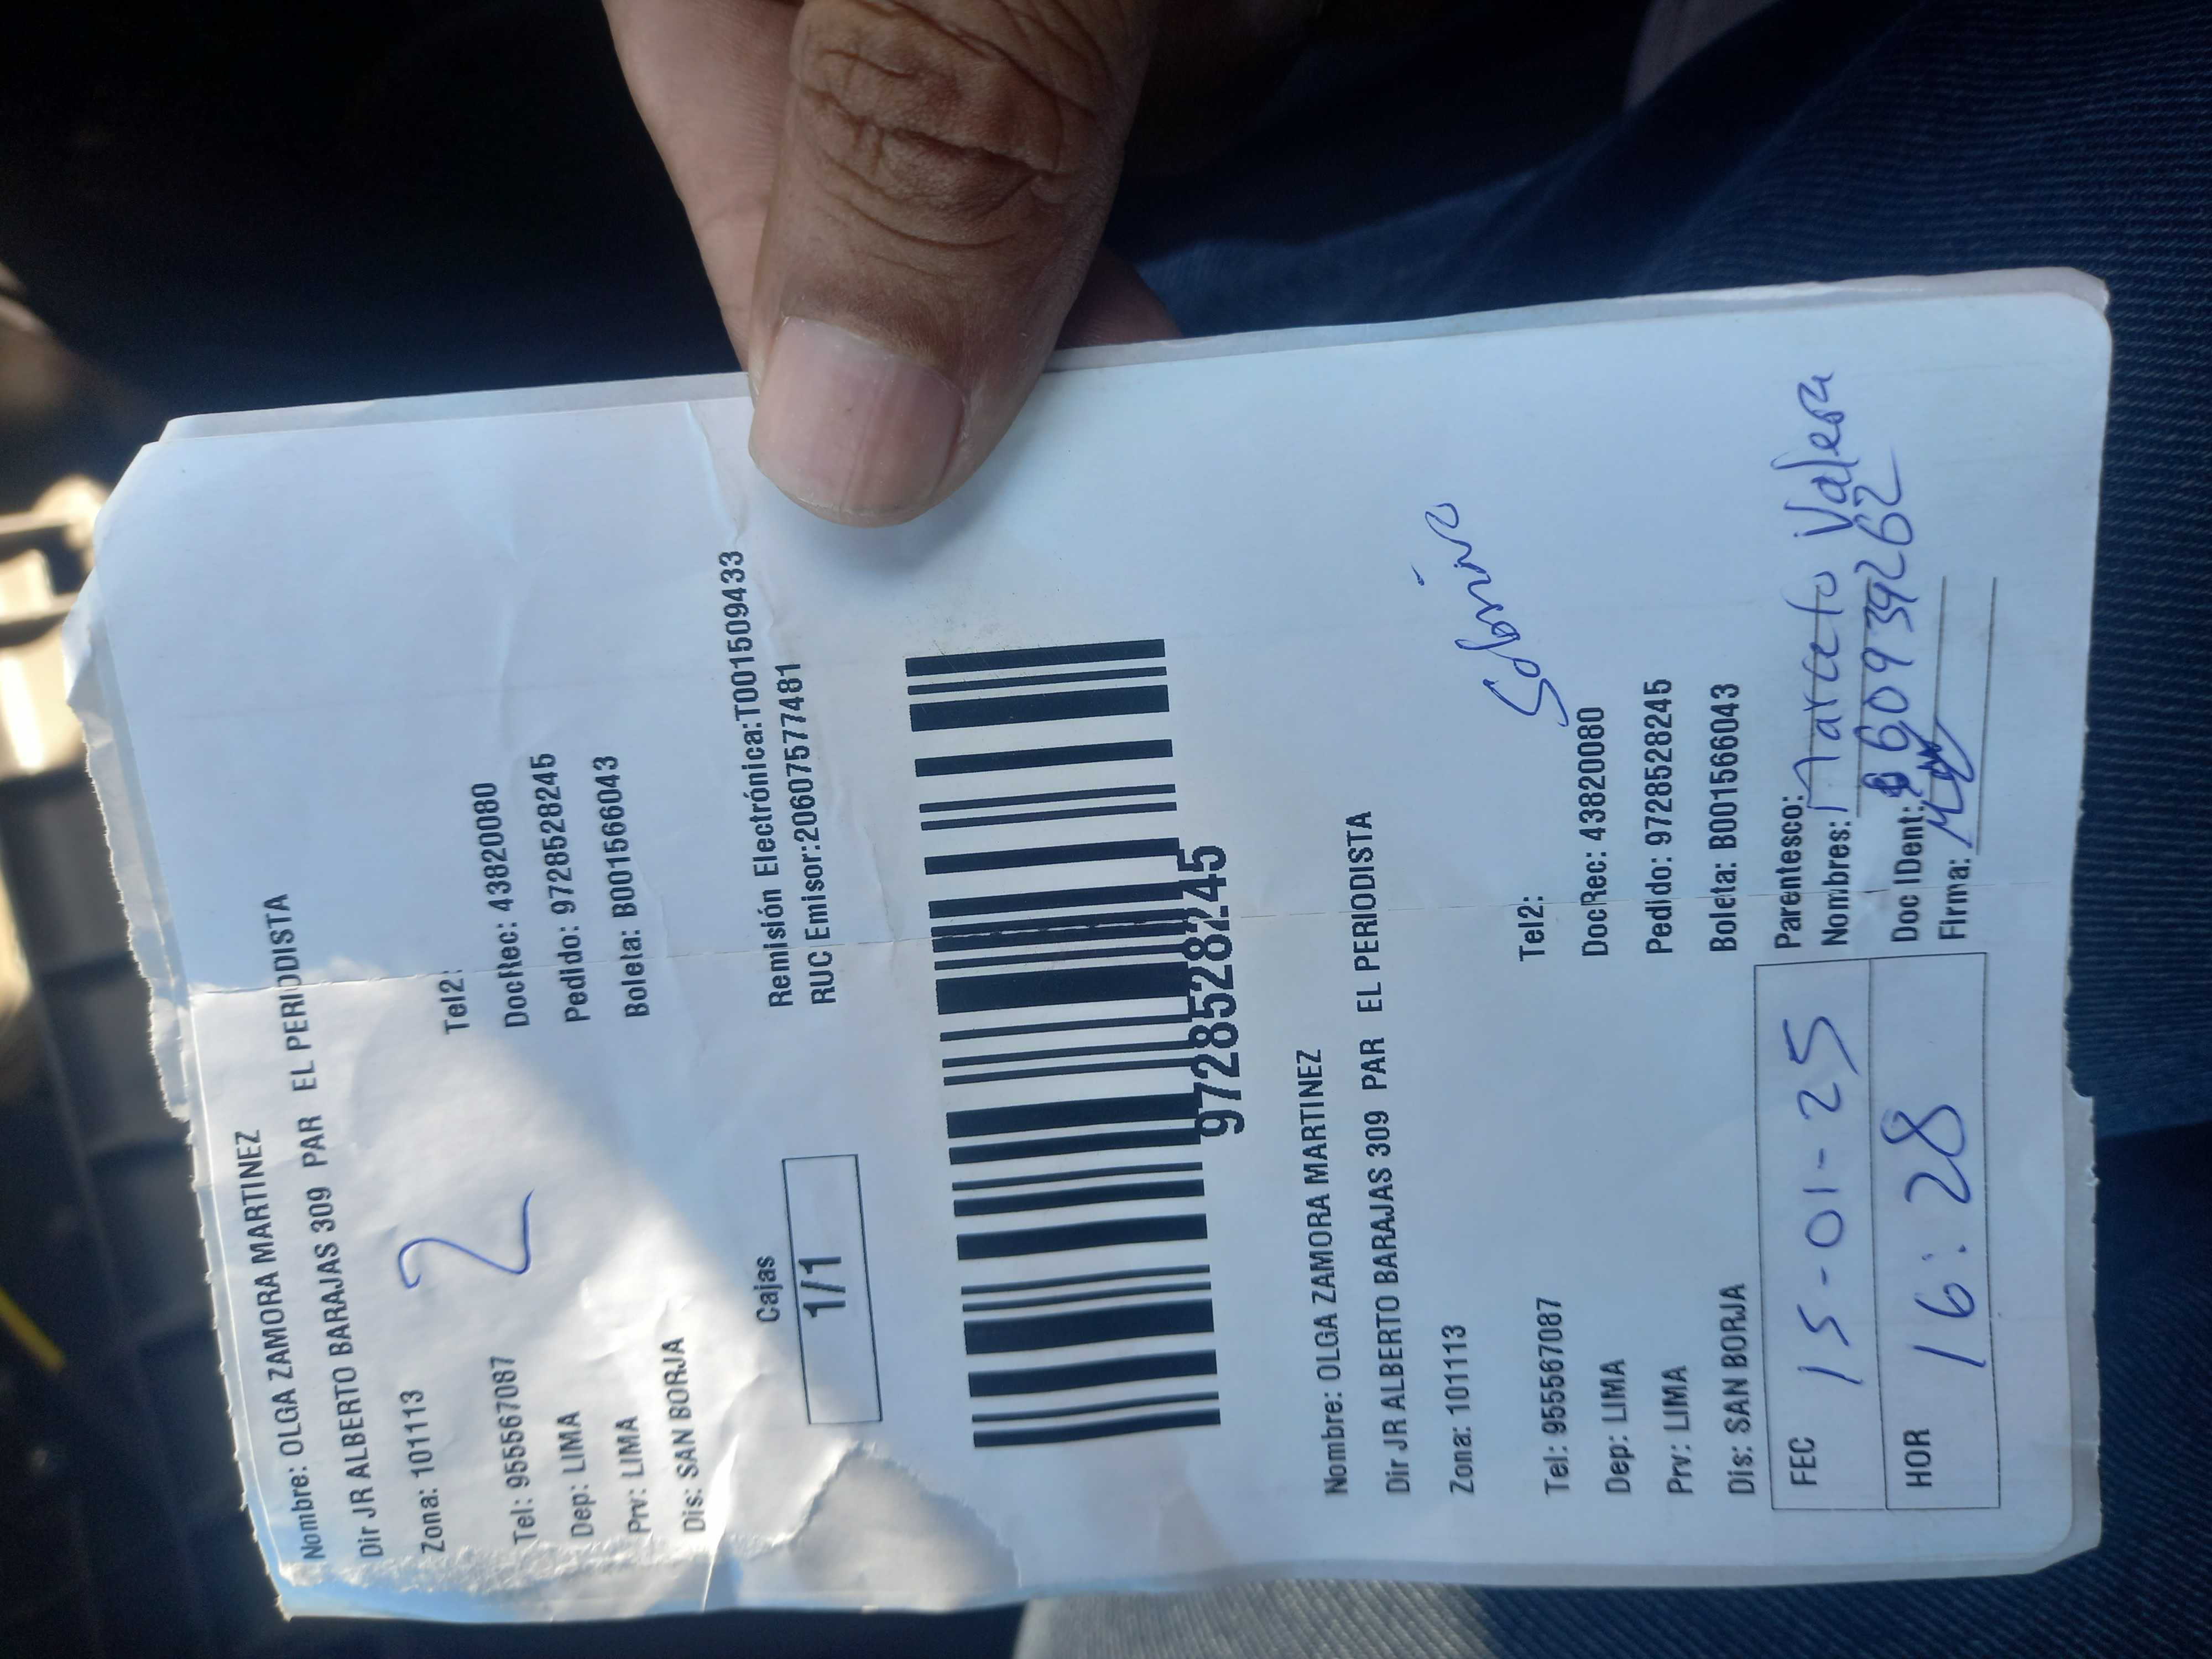 Nombre: OLGA ZAMORA MARTINEZ
Dir JR ALBERTO BARAJAS 309 PAR EL PERIODISTA
Zona: 101113
2
Tel: 955567087 Tel2:
Dep: LIMA DocRec: 43820080
Prv: LIMA Pedido: 9728528245
Dis: SAN BORJA Boleta: B001566043
Cajas
1/1
Remisión Electrónica:T001509433
RUC Emisor:20607577481
9728528245
Nombre: OLGA ZAMORA MARTINEZ
Dir JR ALBERTO BARAJAS 309 PAR EL PERIODISTA
Zona: 101113
Sobrino
Tel: 955567087 Tel2:
Dep: LIMA DocRec: 43820080
Prv: LIMA Pedido: 9728528245
Dis: SAN BORJA Boleta: B001566043
FEC 15-01-25
HOR 16:28
Parentesco:
Nombres: Marcelo Valera
Doc IDent: 60939262
Firma: